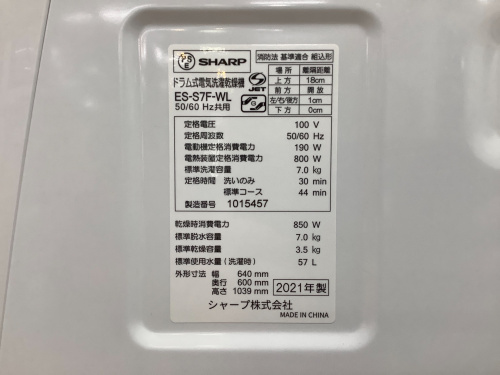 PS
E
SHARP
ドラム式電気洗濯乾燥機
ES-S7F-WL
50/60 Hz共用
JET
消防法 基準適合 組込形
場所 離隔距離
上方 18cm
前方 開放
左/右/後方 1cm
下方 0cm
定格電圧 100 V
定格周波数 50/60 Hz
電動機定格消費電力 190 W
電熱装置定格消費電力 800 W
標準洗濯容量 7.0 kg
定格時間 洗いのみ 30 min
標準コース 44 min
製造番号 1015457
乾燥時消費電力 850 W
標準脱水容量 7.0 kg
標準乾燥容量 3.5 kg
標準使用水量(洗濯時) 57 L
外形寸法 幅 640 mm
奥行 600 mm
高さ 1039 mm
2021年製
シャープ株式会社
MADE IN CHINA